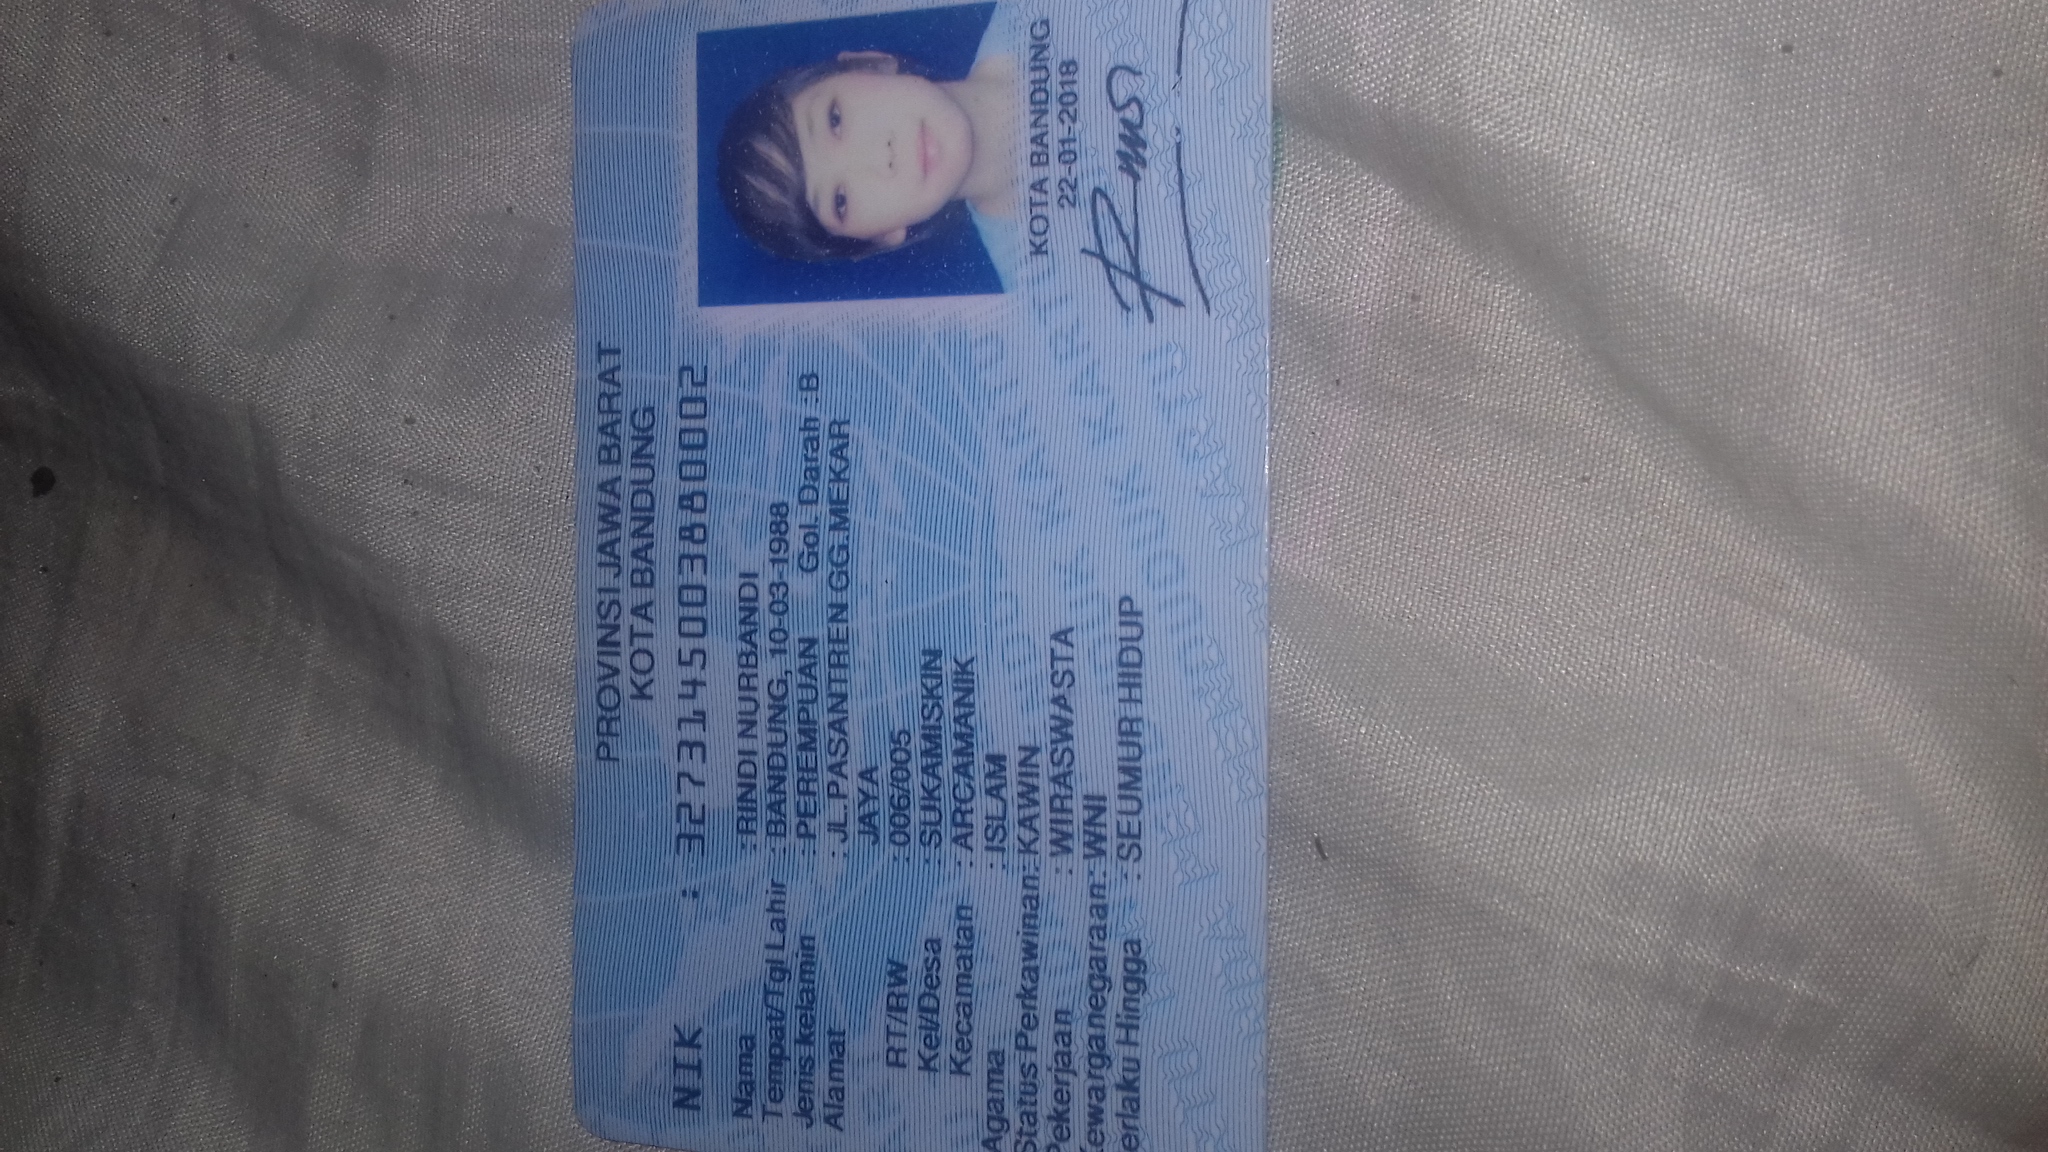 PROVINSI JAWA BARAT
KOTA BANDUNG
NIK : 3273145003880002
Nama : RINDI NURBANDI
Tempat/Tgl Lahir : BANDUNG, 10-03-1988
Jenis kelamin : PEREMPUAN Gol. Darah : B
Alamat : JL.PASANTREN GG.MEKAR
JAYA
RT/RW : 006/005
Kel/Desa : SUKAMISKIN
Kecamatan : ARCAMANIK
Agama : ISLAM
Status Perkawinan: KAWIN
Pekerjaan : WIRASWASTA
Kewarganegaraan: WNI
erlaku Hingga : SEUMUR HIDUP
KOTA BANDUNG
22-01-2018